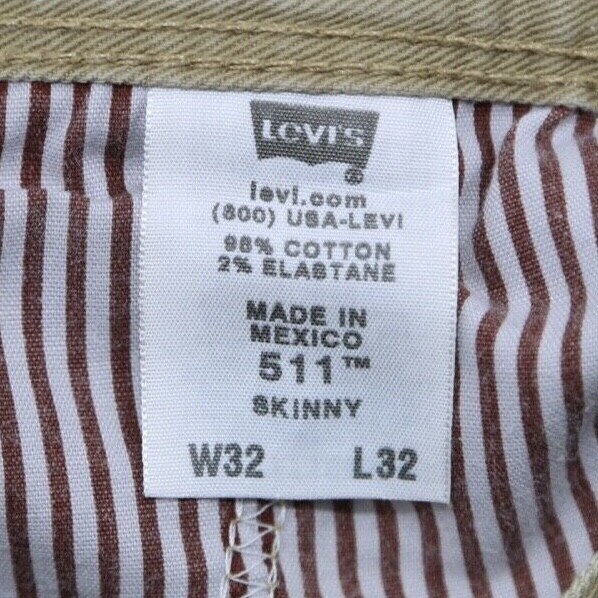 LEVI'S
®
levi.com
(800) USA-LEVI
98% COTTON
2% ELASTANE
MADE IN
MEXICO
511™
SKINNY
W32 L32